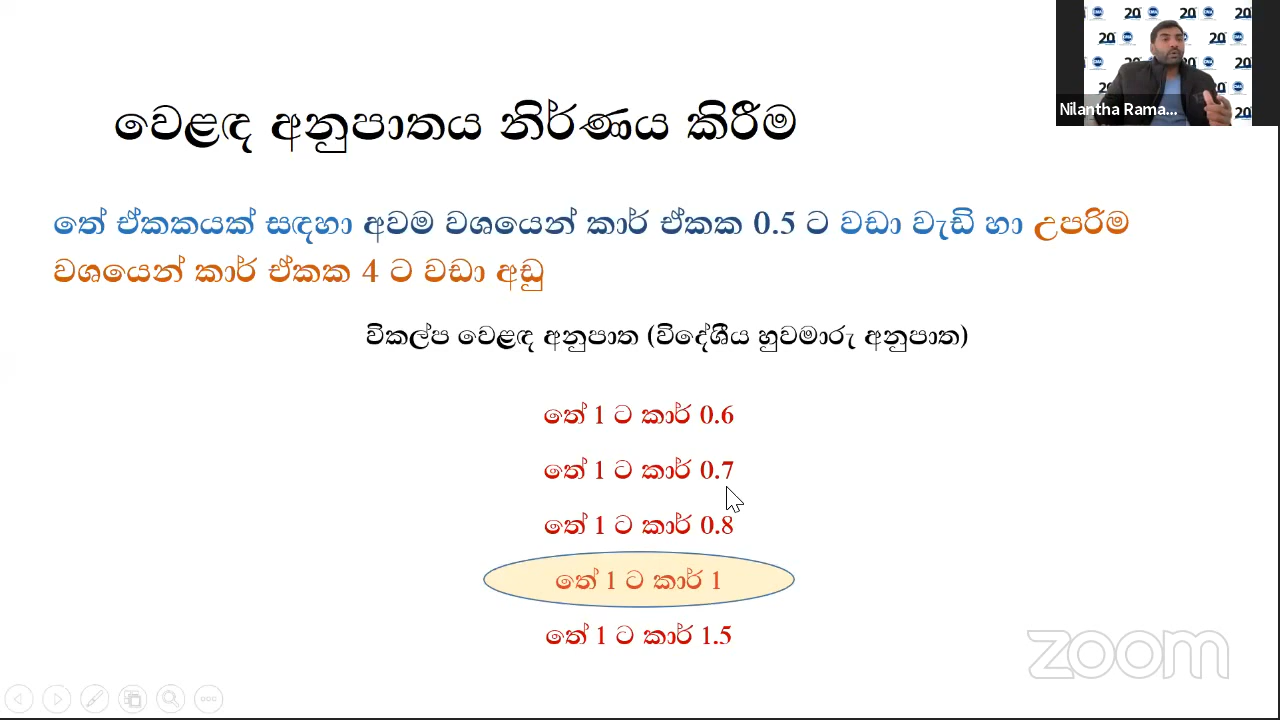 වෙළඳ අනුපාතය නිර්ණය කිරීම
තේ ඒකකයක් සඳහා අවම වශයෙන් කාර් ඒකක 0.5 ට වඩා වැඩි හා උපරිම
වශයෙන් කාර් ඒකක 4 ට වඩා අඩු
විකල්ප වෙළඳ අනුපාත (විදේශීය හුවමාරු අනුපාත)
තේ 1 ට කාර් 0.6
තේ 1 ට කාර් 0.7
තේ 1 ට කාර් 0.8
තේ 1 ට කාර් 1
තේ 1 ට කාර් 1.5
Nilantha Rama...
zoom